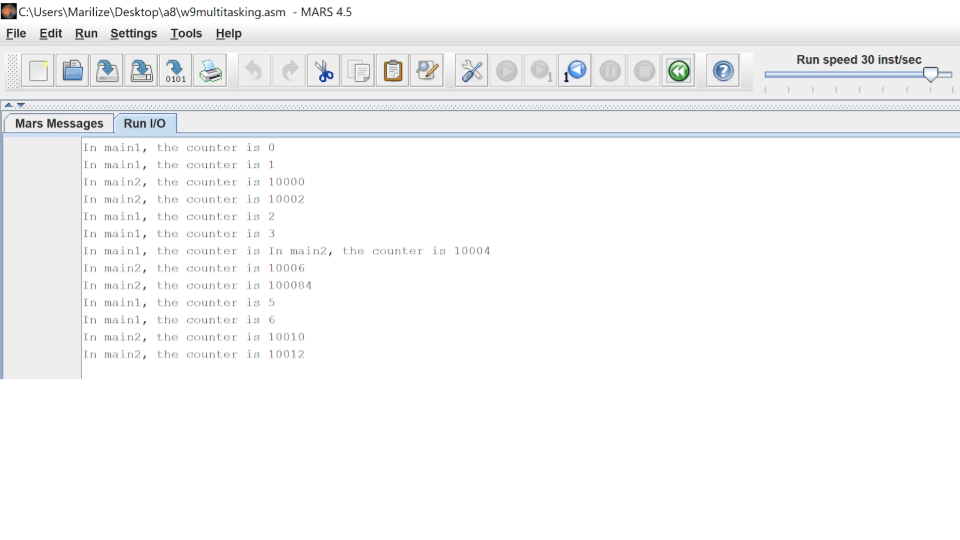 C:\Users\Marilize\Desktop\a8\w9multitasking.asm - MARS 4.5
File Edit Run Settings Tools Help
0101
1
1
Run speed 30 inst/sec
Mars Messages Run I/O
In main1, the counter is 0
In main1, the counter is 1
In main2, the counter is 10000
In main2, the counter is 10002
In main1, the counter is 2
In main1, the counter is 3
In main1, the counter is In main2, the counter is 10004
In main2, the counter is 10006
In main2, the counter is 100084
In main1, the counter is 5
In main1, the counter is 6
In main2, the counter is 10010
In main2, the counter is 10012